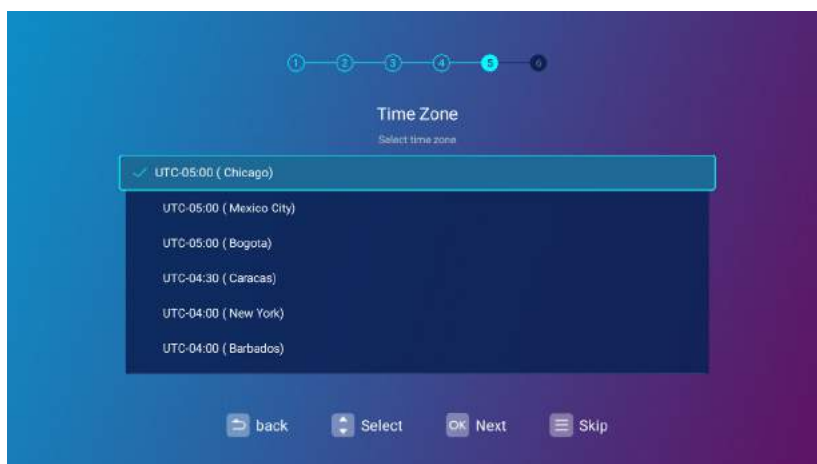 1 2 3 4 5 6
Time Zone
Select time zone
UTC-05:00 ( Chicago)
UTC-05:00 ( Mexico City)
UTC-05:00 ( Bogota)
UTC-04:30 ( Caracas)
UTC-04:00 ( New York)
UTC-04:00 ( Barbados)
back Select OK Next Skip